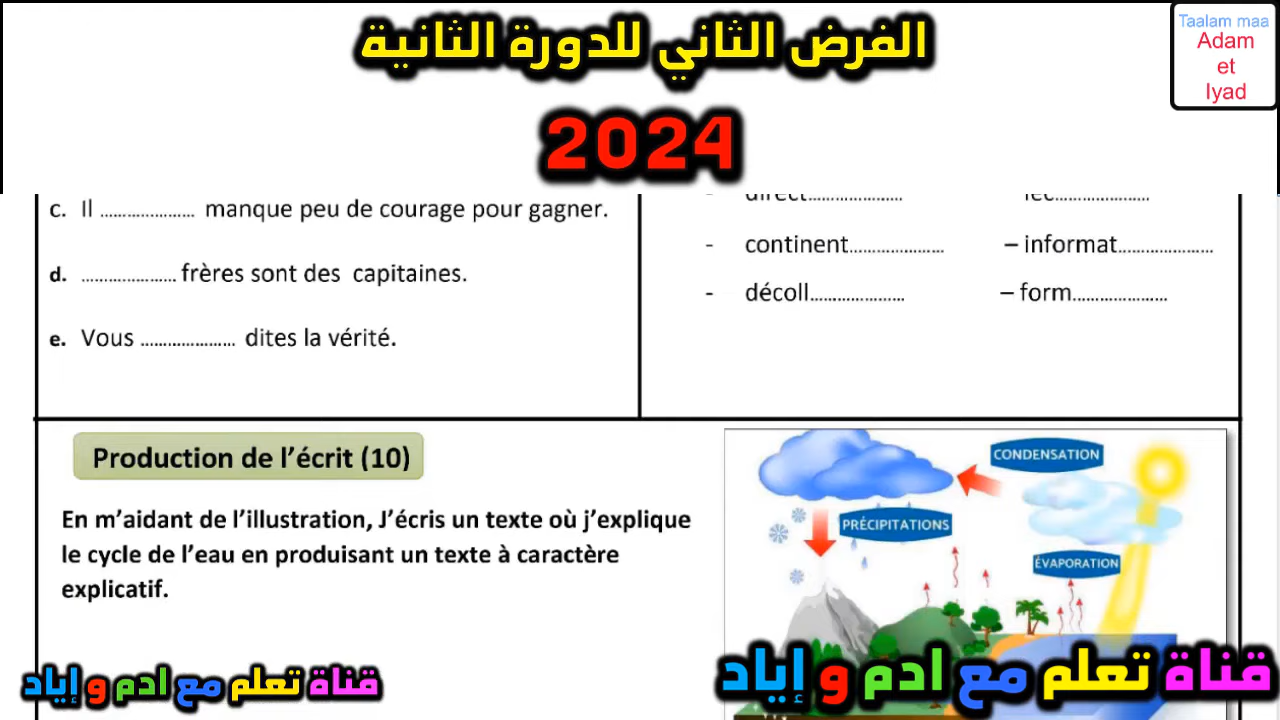 الفرض الثاني للدورة الثانية
2024
Taalam maa
Adam
et
Iyad
c. Il ..................... manque peu de courage pour gagner.
d. ..................... frères sont des capitaines.
e. Vous ..................... dites la vérité.
- direct.....................
- continent..................... – informat.....................
- décoll..................... – form.....................
Production de l'écrit (10)
En m'aidant de l'illustration, J'écris un texte où j'explique
le cycle de l'eau en produisant un texte à caractère
explicatif.
CONDENSATION
PRÉCIPITATIONS
ÉVAPORATION
قناة تعلم مع ادم و إياد
قناة تعلم مع ادم و إياد